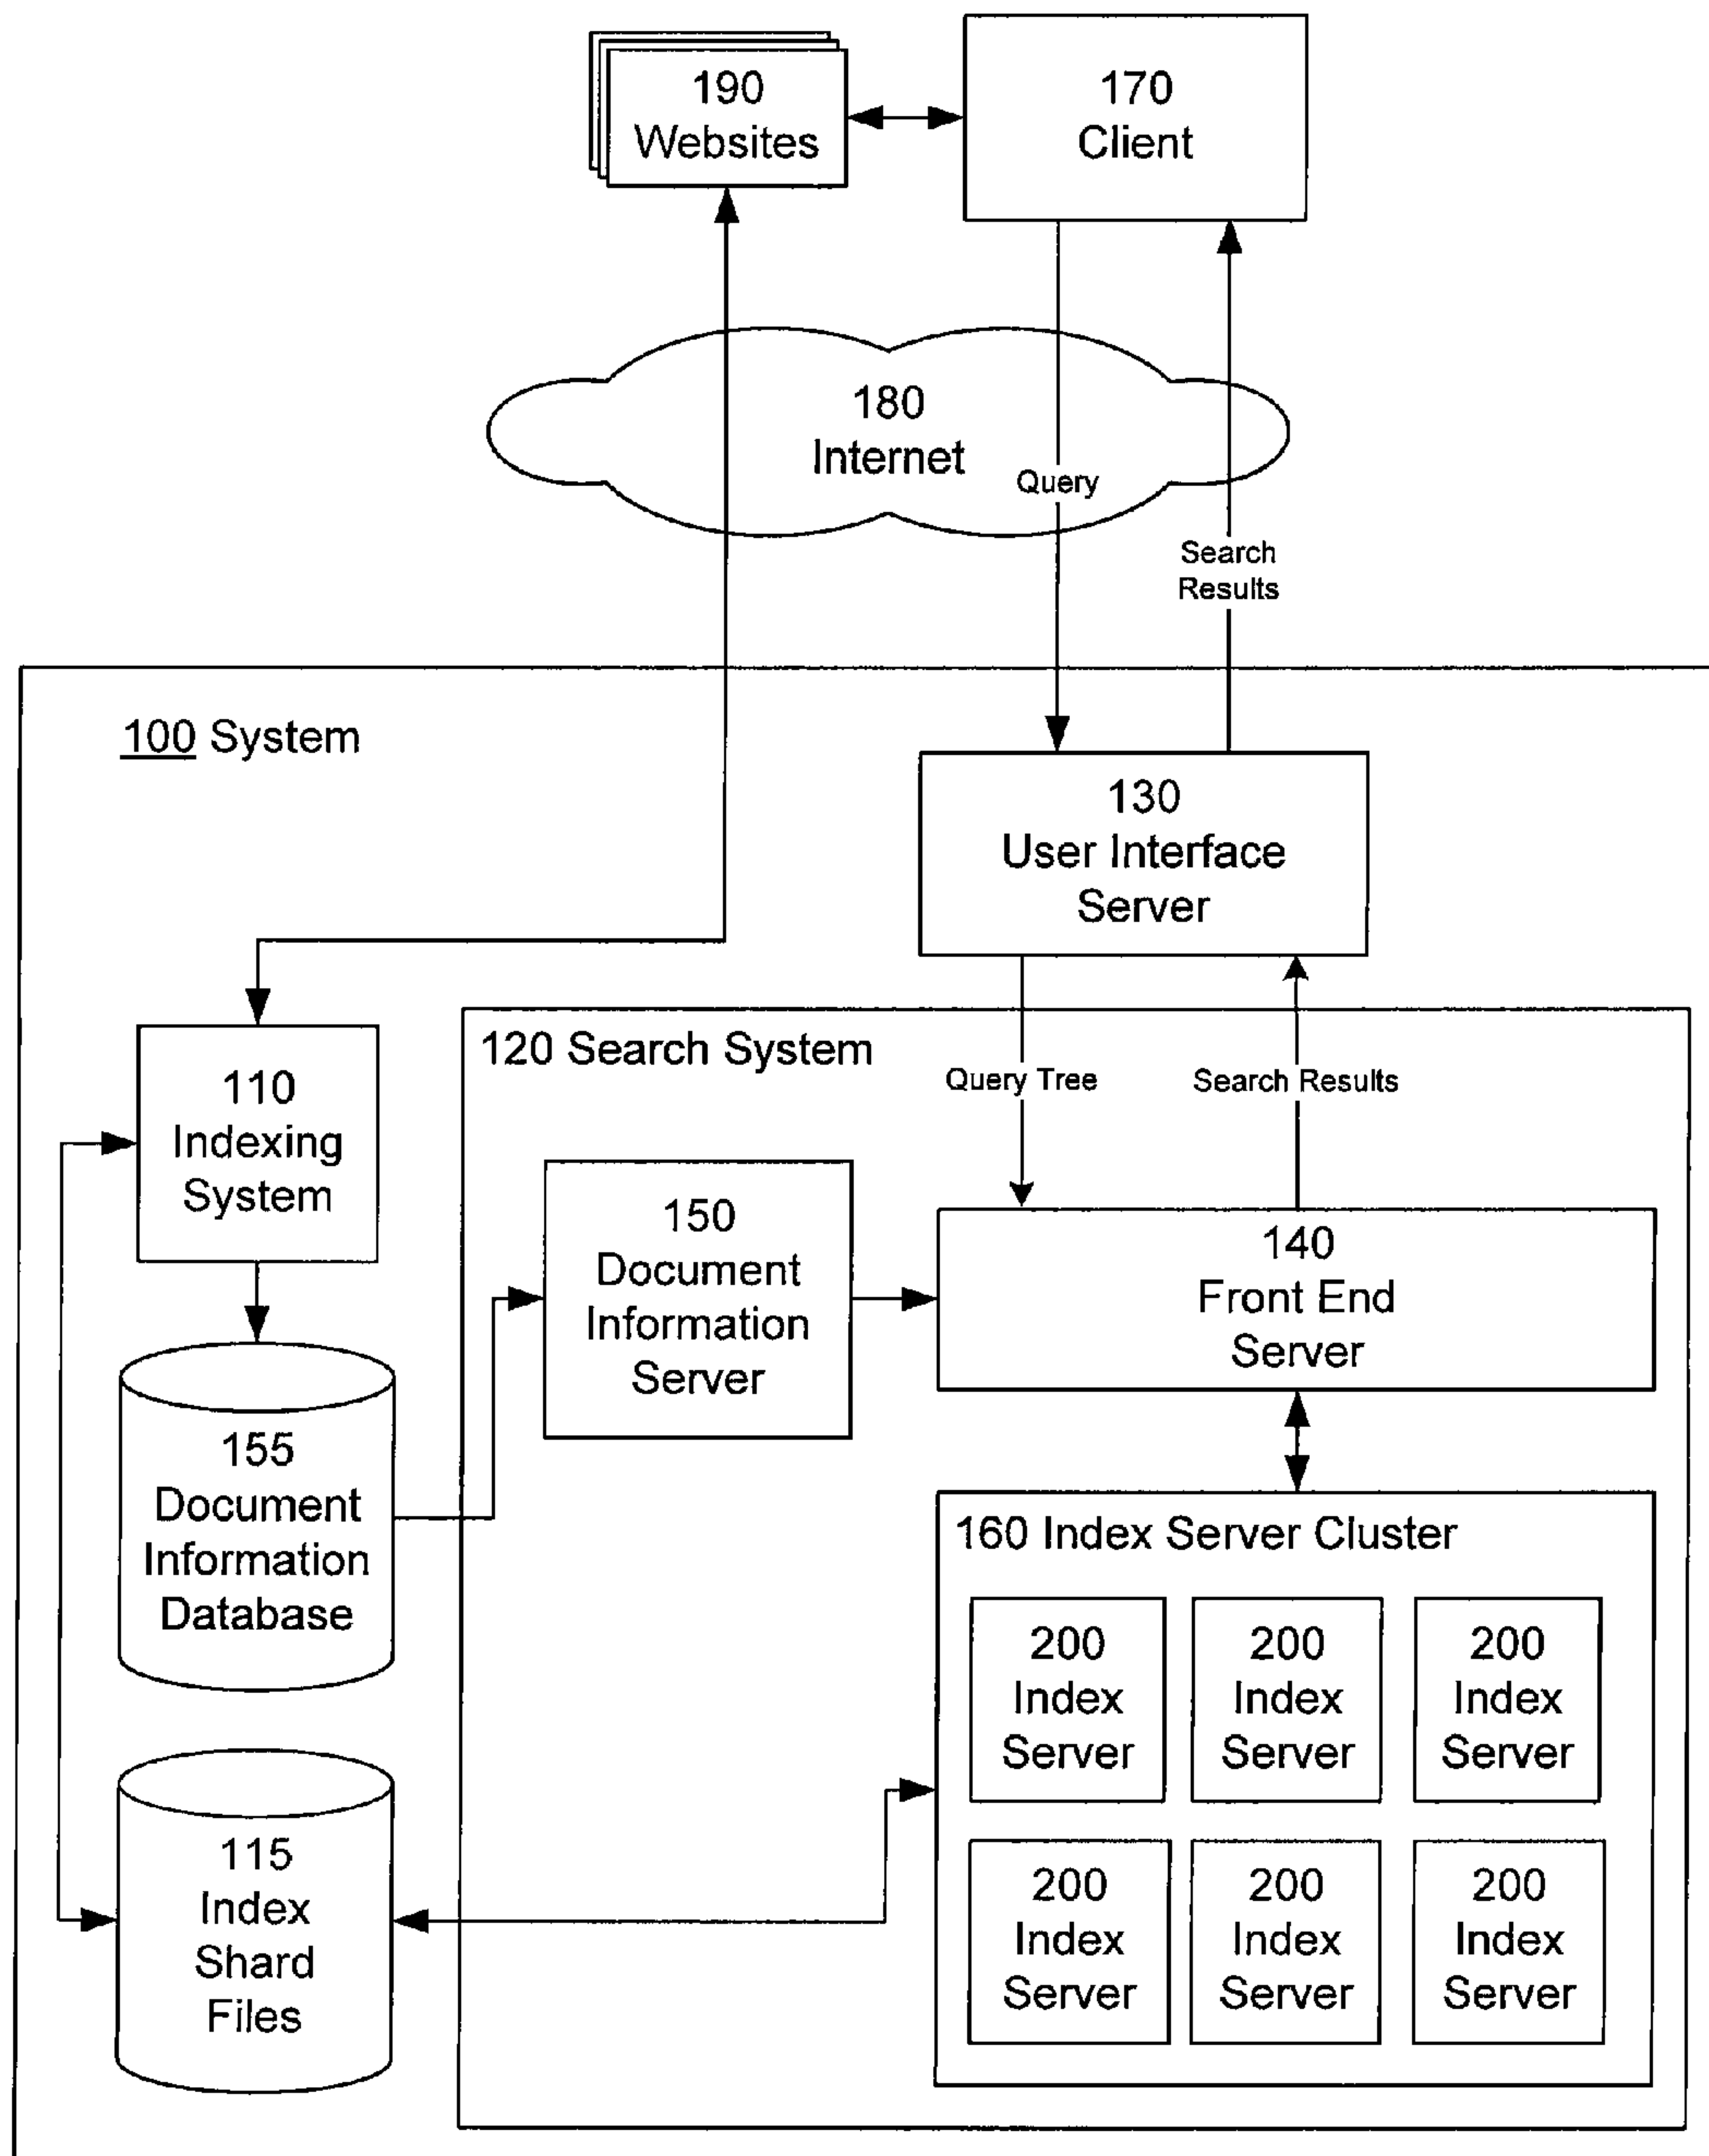 190
Websites
170
Client
180
Internet
Query
Search
Results
100 System
130
User Interface
Server
120 Search System
Query Tree
Search Results
110
Indexing
System
150
Document
Information
Server
140
Front End
Server
155
Document
Information
Database
160 Index Server Cluster
200
Index
Server
200
Index
Server
200
Index
Server
115
Index
Shard
Files
200
Index
Server
200
Index
Server
200
Index
Server